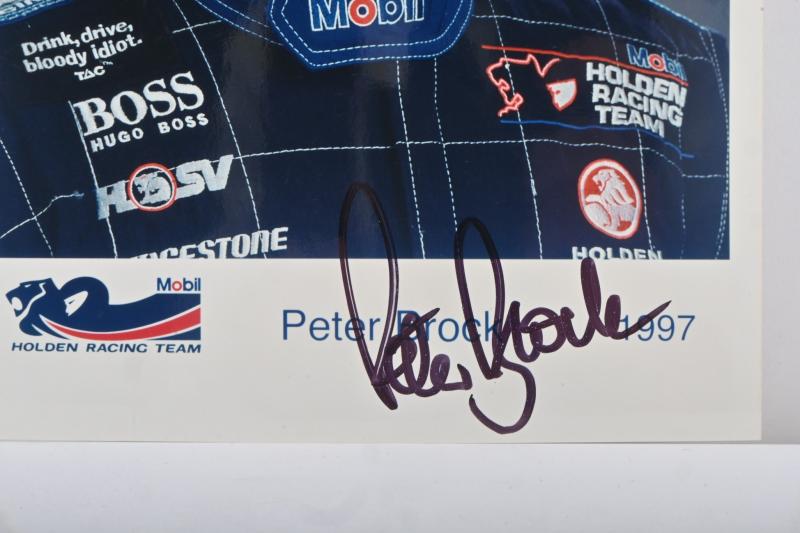 Mobil
Drink, drive,
bloody idiot.
TAC™
BOSS
HUGO BOSS
Mobil
HOLDEN
RACING
TEAM
HSV
HOLDEN
Mobil
HOLDEN RACING TEAM
Peter Brock 1997
Peter Brock